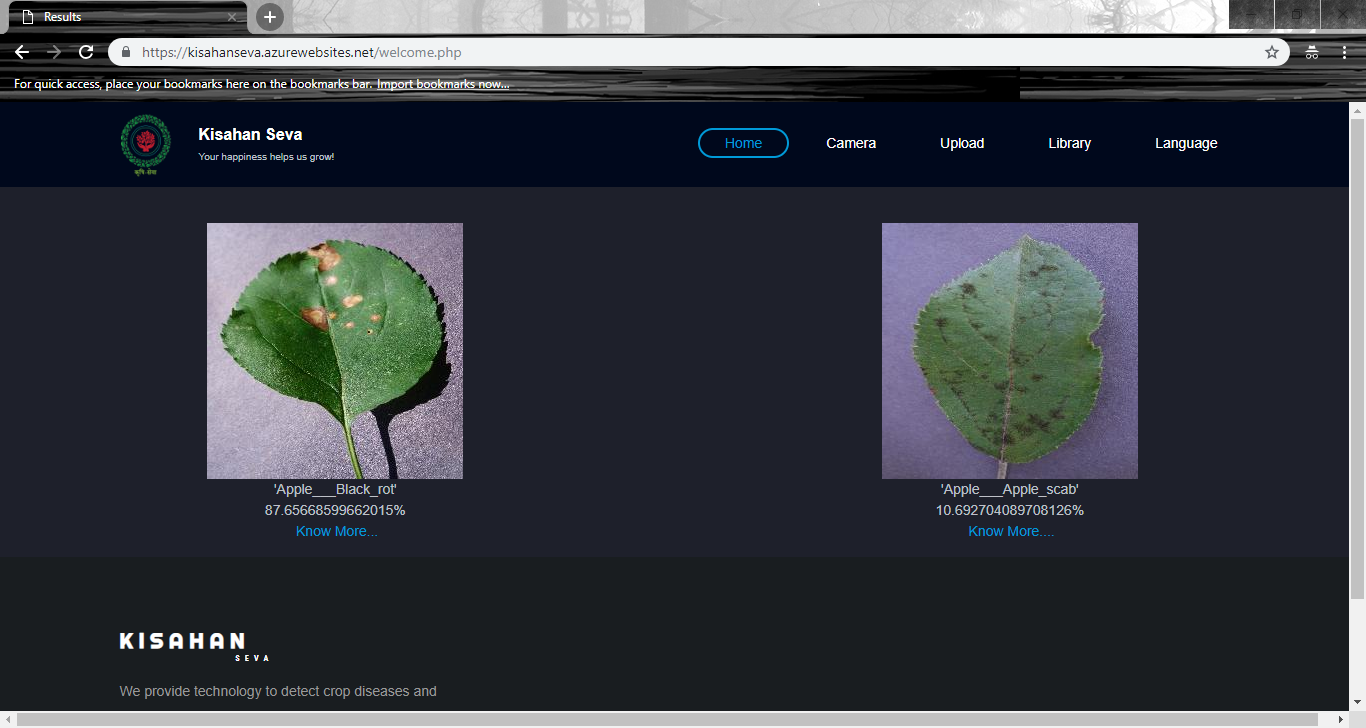 Results
https://kisahanseva.azurewebsites.net/welcome.php
For quick access, place your bookmarks here on the bookmarks bar. Import bookmarks now...
Kisahan Seva
Your happiness helps us grow!
कृषि-सेवा
Home
Camera
Upload
Library
Language
'Apple___Black_rot'
87.65668599662015%
Know More...
'Apple___Apple_scab'
10.692704089708126%
Know More....
KISAHAN
SEVA
We provide technology to detect crop diseases and